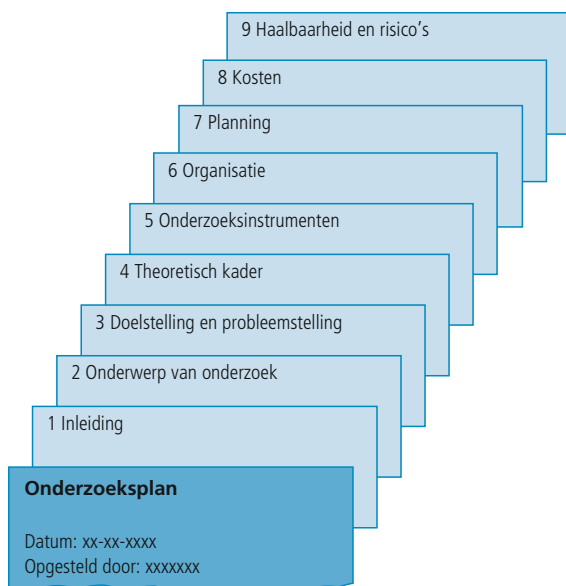 9 Haalbaarheid en risico’s
8 Kosten
7 Planning
6 Organisatie
5 Onderzoeksinstrumenten
4 Theoretisch kader
3 Doelstelling en probleemstelling
2 Onderwerp van onderzoek
1 Inleiding
Onderzoeksplan
Datum: xx-xx-xxxx
Opgesteld door: xxxxxxx